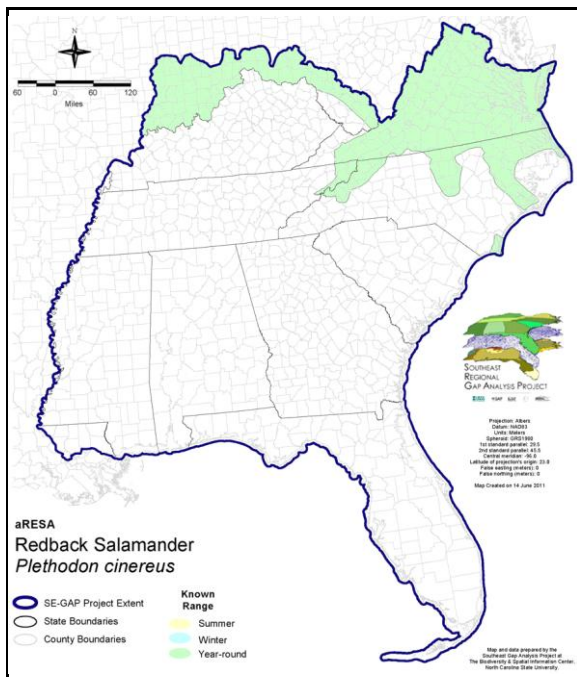 N
60 0 60 120
Miles
SOUTHEAST
REGIONAL
GAP ANALYSIS PROJECT
Projection: Albers
Datum: NAD83
Units: Meters
Spheroid: GRS1980
1st standard parallel: 29.5
2nd standard parallel: 45.5
Central meridian: -96.0
Latitude of projection's origin: 23.0
False easting (meters): 0
False northing (meters): 0
Map Created on 14 June 2011
aRESA
Redback Salamander
Plethodon cinereus
SE-GAP Project Extent
State Boundaries
County Boundaries
Known
Range
Summer
Winter
Year-round
Map and data prepared by the
Southeast Gap Analysis Project at
The Biodiversity & Spatial Information Center,
North Carolina State University.